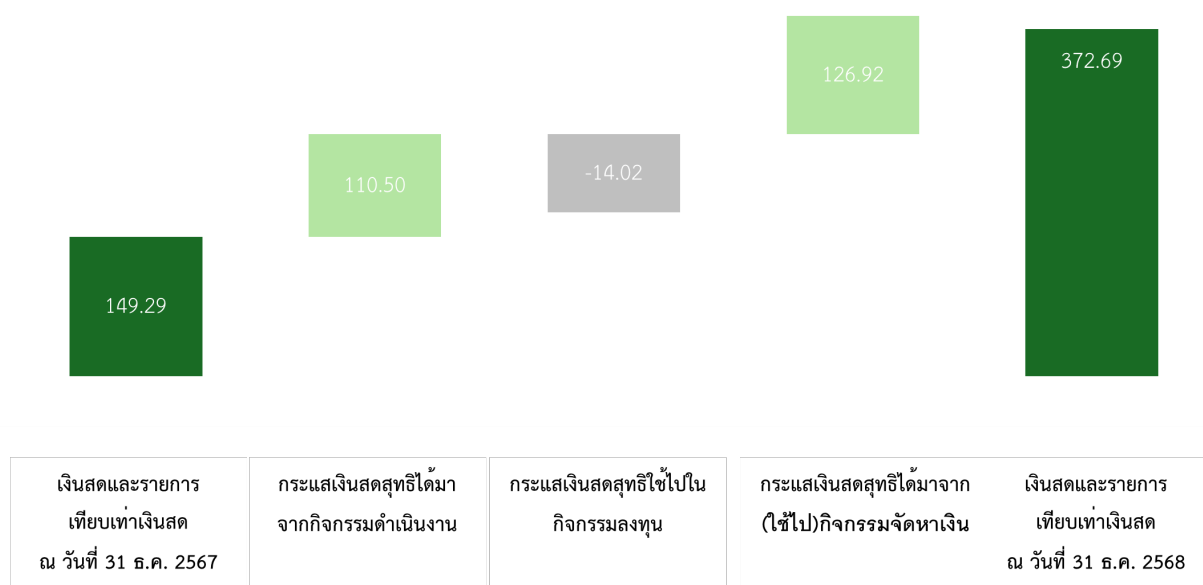 149.29
110.50
-14.02
126.92
372.69
เงินสดและรายการ
เทียบเท่าเงินสด
ณ วันที่ 31 ธ.ค. 2567
กระแสเงินสดสุทธิได้มา
จากกิจกรรมดำเนินงาน
กระแสเงินสดสุทธิใช้ไปใน
กิจกรรมลงทุน
กระแสเงินสดสุทธิได้มาจาก
(ใช้ไป)กิจกรรมจัดหาเงิน
เงินสดและรายการ
เทียบเท่าเงินสด
ณ วันที่ 31 ธ.ค. 2568